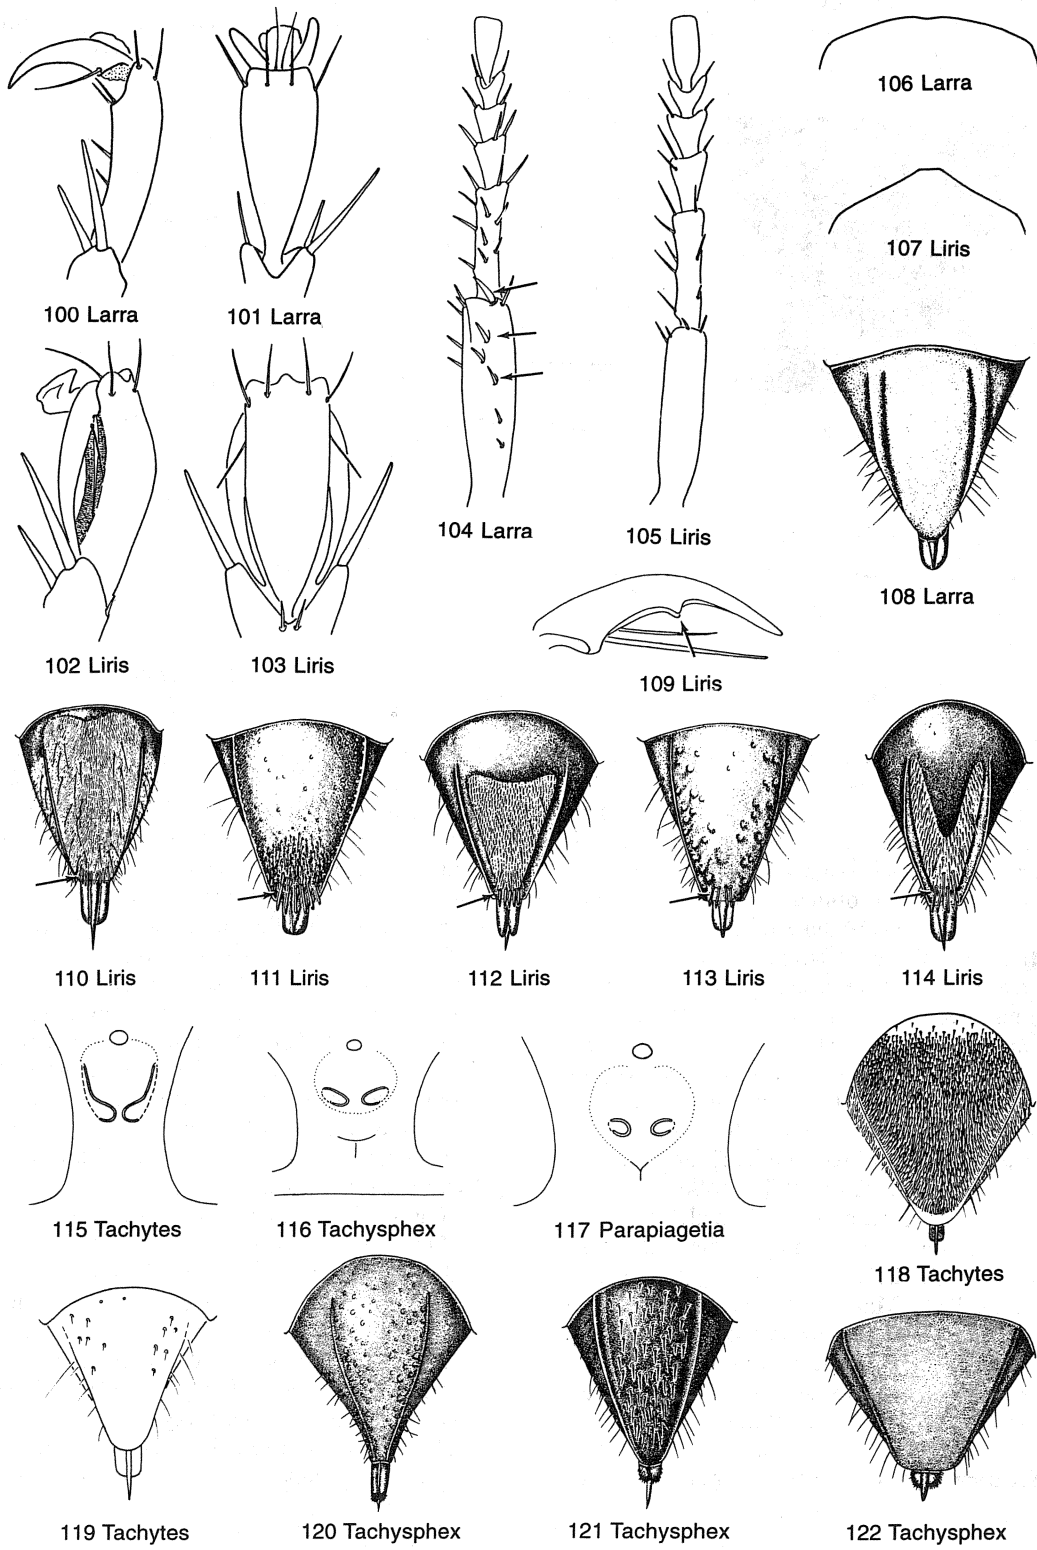 106 Larra
107 Liris
100 Larra
101 Larra
104 Larra
105 Liris
108 Larra
102 Liris
103 Liris
109 Liris
110 Liris
111 Liris
112 Liris
113 Liris
114 Liris
115 Tachytes
116 Tachysphex
117 Parapiagetia
118 Tachytes
119 Tachytes
120 Tachysphex
121 Tachysphex
122 Tachysphex